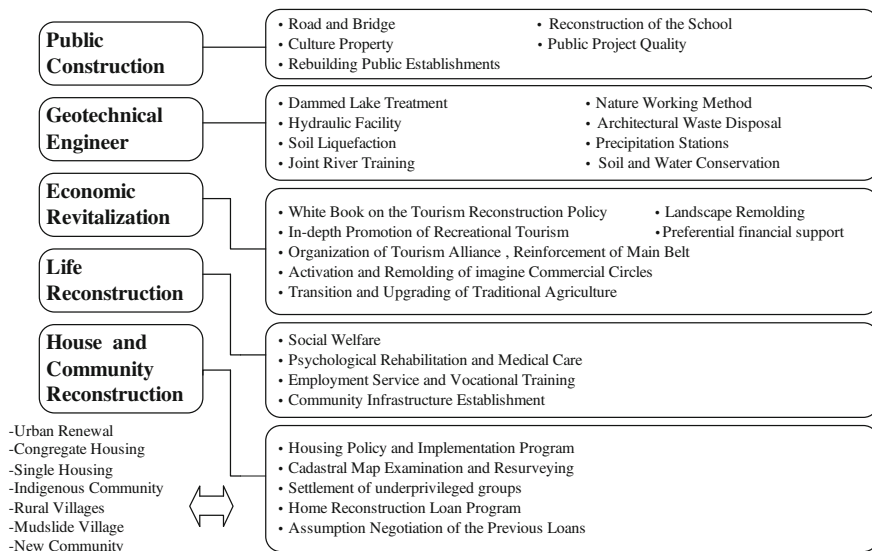 Public
Construction
• Road and Bridge
• Reconstruction of the School
• Culture Property
• Public Project Quality
• Rebuilding Public Establishments
Geotechnical
Engineer
• Dammed Lake Treatment
• Nature Working Method
• Hydraulic Facility
• Architectural Waste Disposal
• Soil Liquefaction
• Precipitation Stations
• Joint River Training
• Soil and Water Conservation
Economic
Revitalization
• White Book on the Tourism Reconstruction Policy
• Landscape Remolding
• In-depth Promotion of Recreational Tourism
•Preferential financial support
• Organization of Tourism Alliance , Reinforcement of Main Belt
• Activation and Remolding of imagine Commercial Circles
• Transition and Upgrading of Traditional Agriculture
Life
Reconstruction
• Social Welfare
• Psychological Rehabilitation and Medical Care
• Employment Service and Vocational Training
• Community Infrastructure Establishment
House and
Community
Reconstruction
-Urban Renewal
-Congregate Housing
-Single Housing
-Indigenous Community
-Rural Villages
-Mudslide Village
-New Community
• Housing Policy and Implementation Program
• Cadastral Map Examination and Resurveying
• Settlement of underprivileged groups
• Home Reconstruction Loan Program
• Assumption Negotiation of the Previous Loans